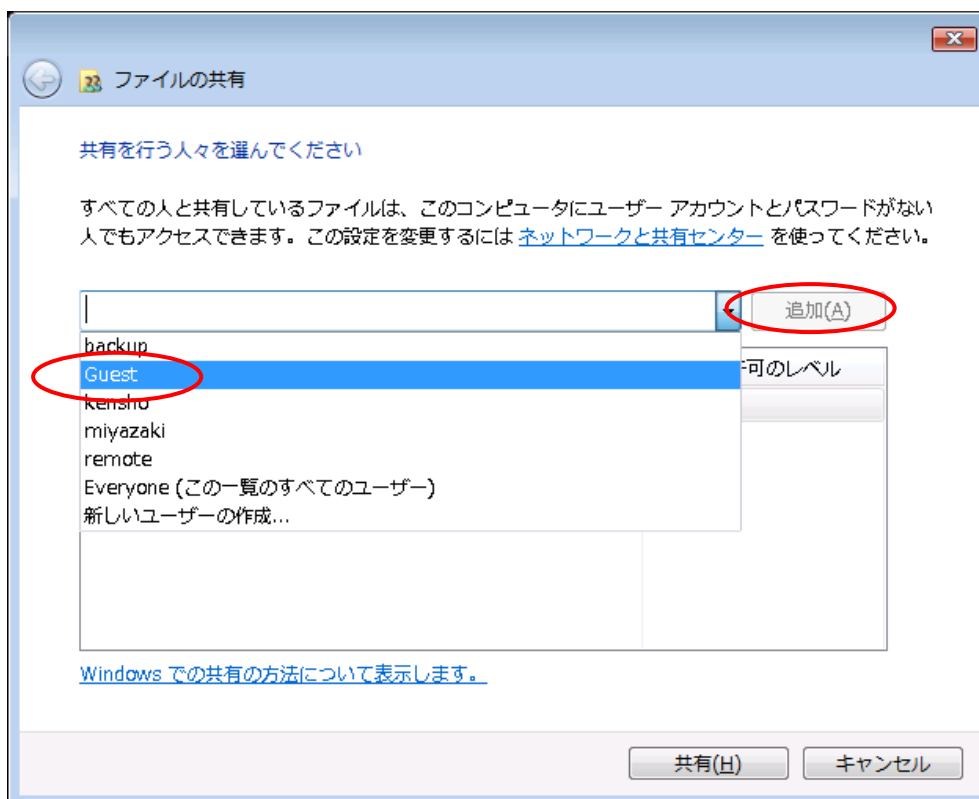 ファイルの共有
共有を行う人々を選んでください
すべての人と共有しているファイルは、このコンピュータにユーザー アカウントとパスワードがない
人でもアクセスできます。この設定を変更するには ネットワークと共有センター を使ってください。
追加(A)
backup
Guest
可のレベル
kensho
miyazaki
remote
Everyone (この一覧のすべてのユーザー)
新しいユーザーの作成...
Windows での共有の方法について表示します。
共有(H)
キャンセル